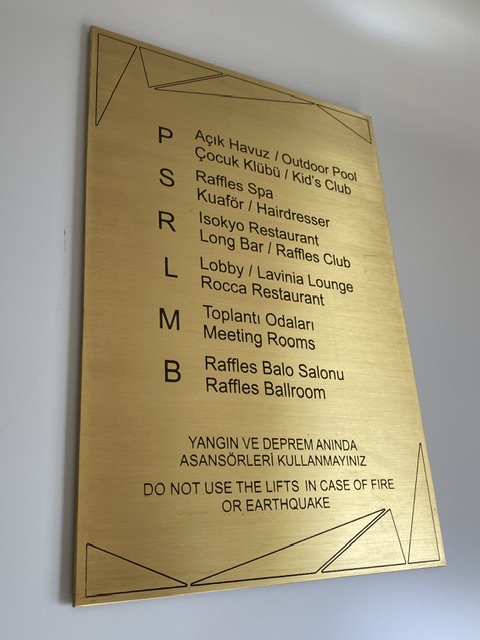 P
Açık Havuz / Outdoor Pool
Çocuk Klübü / Kid's Club
S
Raffles Spa
Kuaför / Hairdresser
R
Isokyo Restaurant
Long Bar / Raffles Club
L
Lobby / Lavinia Lounge
Rocca Restaurant
M
Toplantı Odaları
Meeting Rooms
B
Raffles Balo Salonu
Raffles Ballroom
YANGIN VE DEPREM ANINDA
ASANSÖRLERİ KULLANMAYINIZ
DO NOT USE THE LIFTS IN CASE OF FIRE
OR EARTHQUAKE